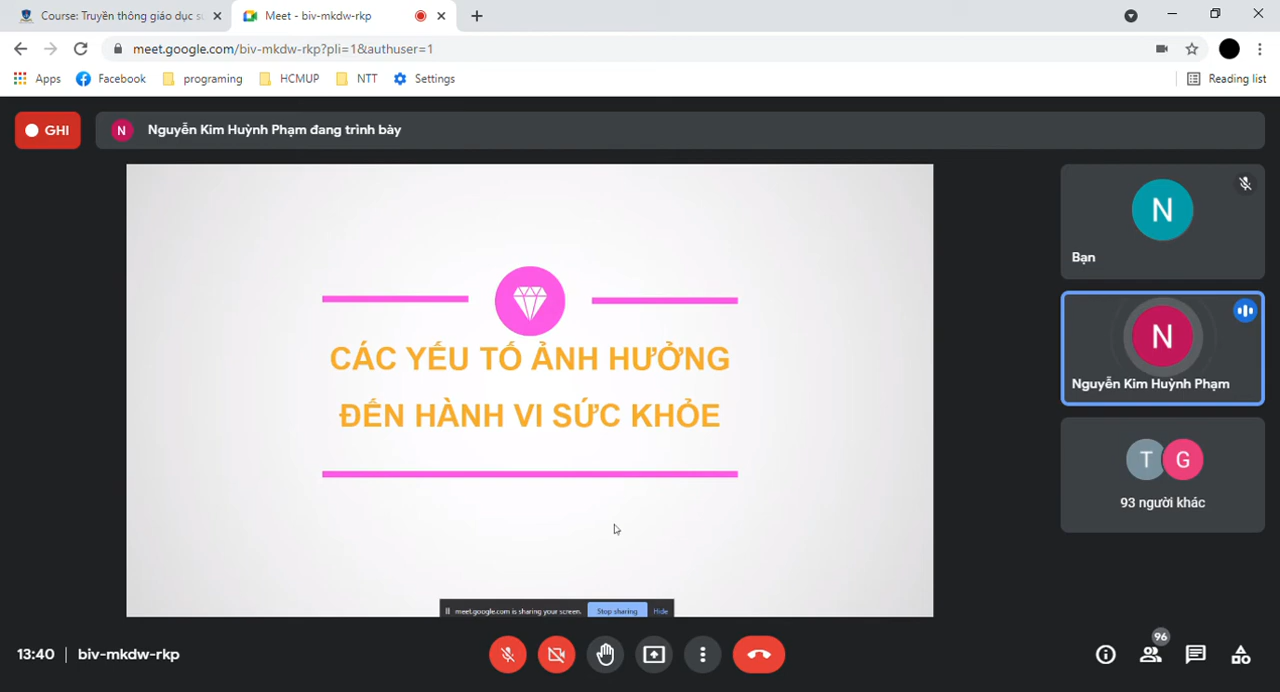 Course: Truyền thông giáo dục s
Meet - biv-mkdw-rkp
meet.google.com/biv-mkdw-rkp?pli=1&authuser=1
Apps
Facebook
programing
HCMUP
NTT
Settings
Reading list
GHI
N
Nguyễn Kim Huỳnh Phạm đang trình bày
CÁC YẾU TỐ ẢNH HƯỞNG
ĐẾN HÀNH VI SỨC KHỎE
meet.google.com is sharing your screen.
Stop sharing
Hide
N
Bạn
N
Nguyễn Kim Huỳnh Phạm
T
G
93 người khác
13:40
biv-mkdw-rkp
96